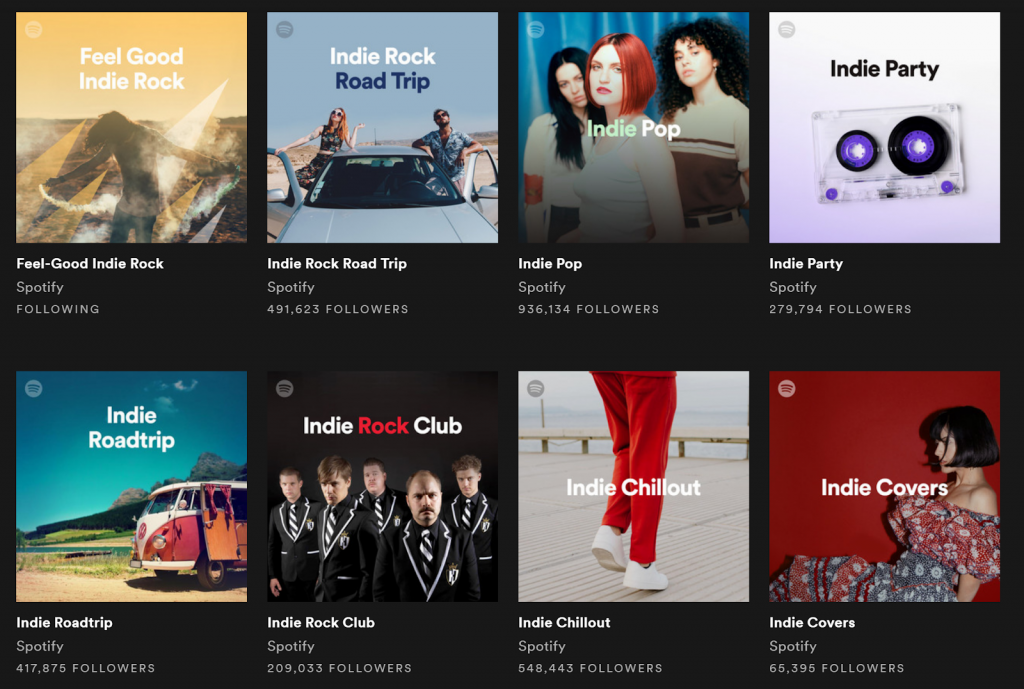 Feel Good
Indie Rock
Indie Rock
Road Trip
Indie Pop
Indie Party
Feel-Good Indie Rock
Indie Rock Road Trip
Indie Pop
Indie Party
Spotify
Spotify
Spotify
Spotify
FOLLOWING
491,623 FOLLOWERS
936,134 FOLLOWERS
279,794 FOLLOWERS
Indie
Roadtrip
Indie Rock Club
Indie Chillout
Indie Covers
Indie Roadtrip
Indie Rock Club
Indie Chillout
Indie Covers
Spotify
Spotify
Spotify
Spotify
417,875 FOLLOWERS
209,033 FOLLOWERS
548,443 FOLLOWERS
65,395 FOLLOWERS